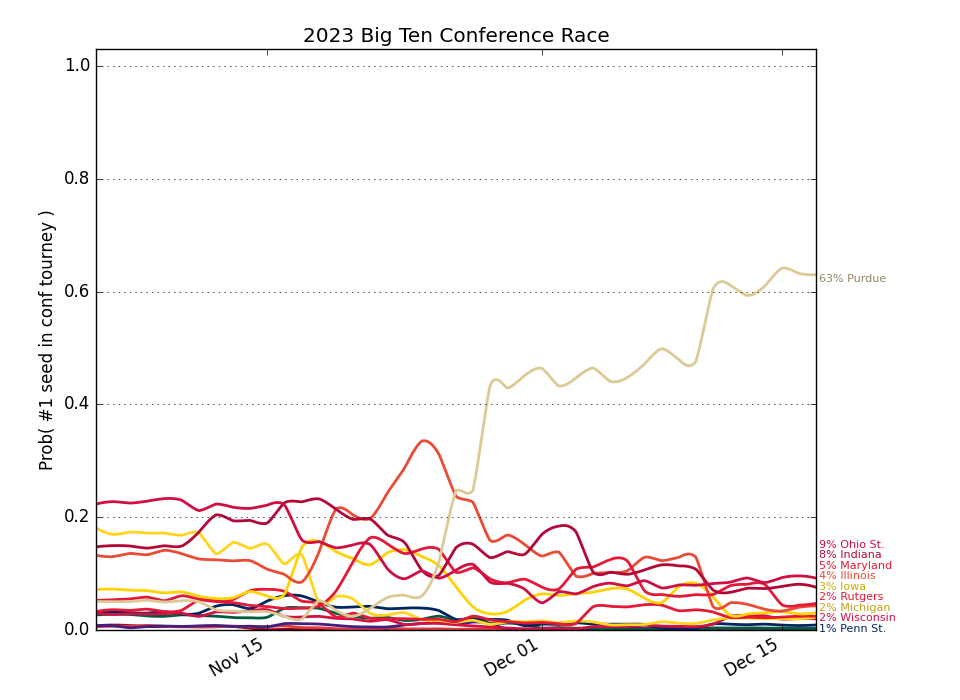 2023 Big Ten Conference Race
Prob( #1 seed in conf tourney )
1.0
0.8
0.6
0.4
0.2
0.0
Nov 15
Dec 01
Dec 15
63% Purdue
9% Ohio St.
8% Indiana
5% Maryland
4% Illinois
3% Iowa
2% Rutgers
2% Michigan
2% Wisconsin
1% Penn St.